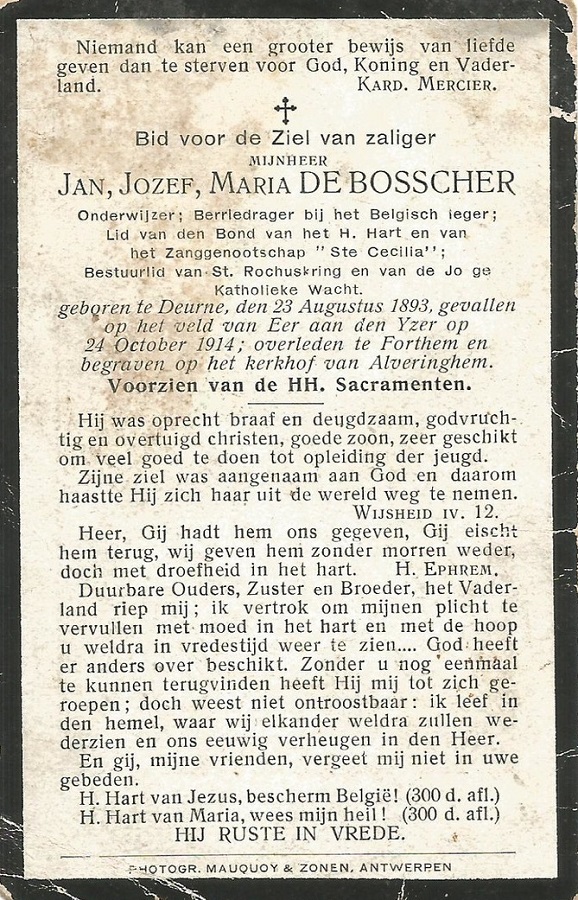 Niemand kan een grooter bewijs van liefde
geven dan te sterven voor God, Koning en Vader-
land. KARD. MERCIER.
Bid voor de Ziel van zaliger
MIJNHEER
JAN, JOZEF, MARIA DE BOSSCHER
Onderwijzer; Berriedrager bij het Belgisch leger;
Lid van den Bond van het H. Hart en van
het Zanggenootschap "Ste Cecilia";
Bestuurlid van St. Rochuskring en van de Jo ge
Katholieke Wacht.
geboren te Deurne, den 23 Augustus 1893, gevallen
op het veld van Eer aan den Yzer op
24 October 1914; overleden te Forthem en
begraven op het kerkhof van Alveringhem.
Voorzien van de HH. Sacramenten.
Hij was oprecht braaf en deugdzaam, godvruch-
tig en overtuigd christen, goede zoon, zeer geschikt
om veel goed te doen tot opleiding der jeugd.
Zijne ziel was aangenaam aan God en daarom
haastte Hij zich haar uit de wereld weg te nemen.
WIJSHEID IV. 12.
Heer, Gij hadt hem ons gegeven, Gij eischt
hem terug, wij geven hem zonder morren weder,
doch met droefheid in het hart. H. EPHREM.
Duurbare Ouders, Zuster en Broeder, het Vader-
land riep mij; ik vertrok om mijnen plicht te
vervullen met moed in het hart en met de hoop
u weldra in vredestijd weer te zien.... God heeft
er anders over beschikt. Zonder u nog eenmaal
te kunnen terugvinden heeft Hij mij tot zich ge-
roepen; doch weest niet ontroostbaar: ik leef in
den hemel, waar wij elkander weldra zullen we-
derzien en ons eeuwig verheugen in den Heer.
En gij, mijne vrienden, vergeet mij niet in uwe
gebeden.
H. Hart van Jezus, bescherm België! (300 d. afl.)
H. Hart van Maria, wees mijn heil! (300 d. afl.)
HIJ RUSTE IN VREDE.
PHOTOGR. MAUQUOY & ZONEN, ANTWERPEN